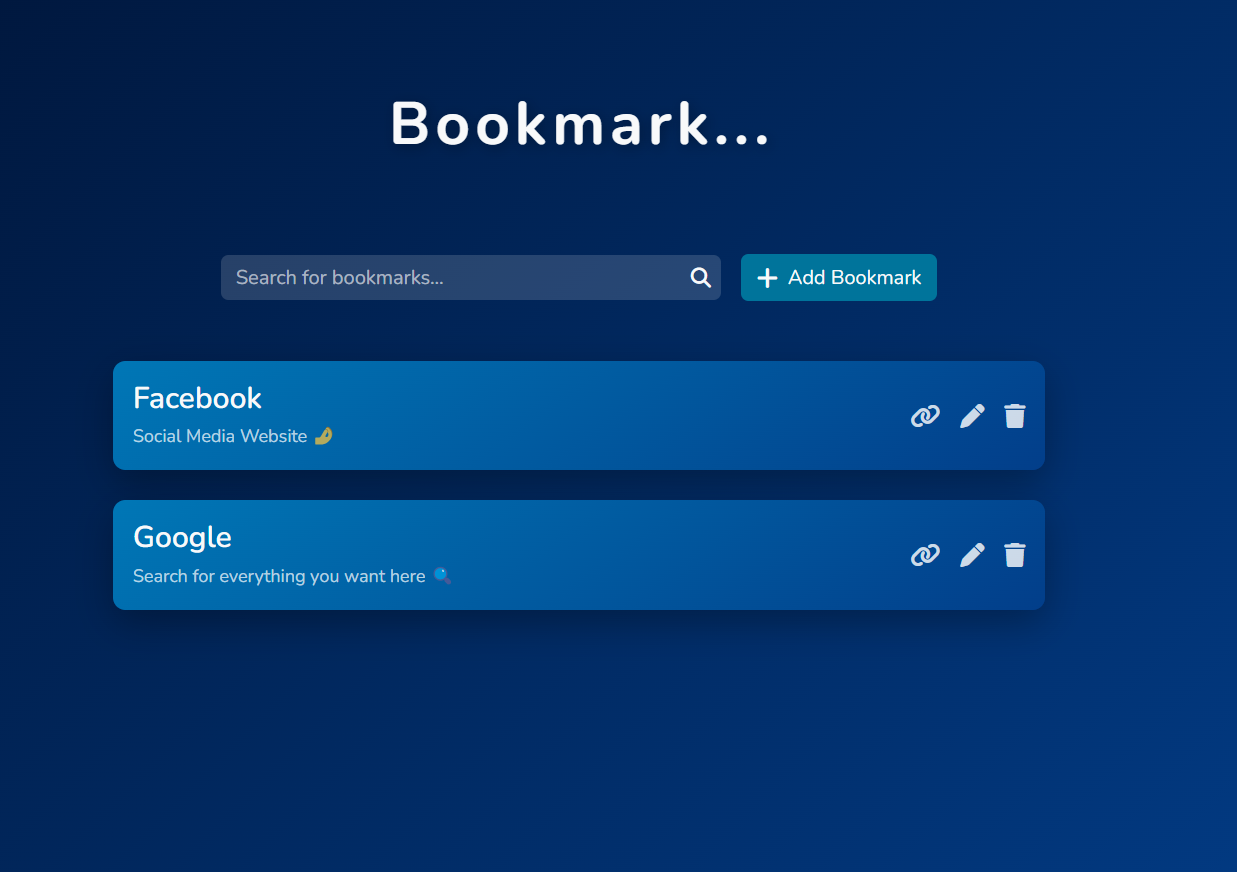 Bookmark...
Search for bookmarks...
Add Bookmark
Facebook
Social Media Website 🤌
Google
Search for everything you want here 🔍